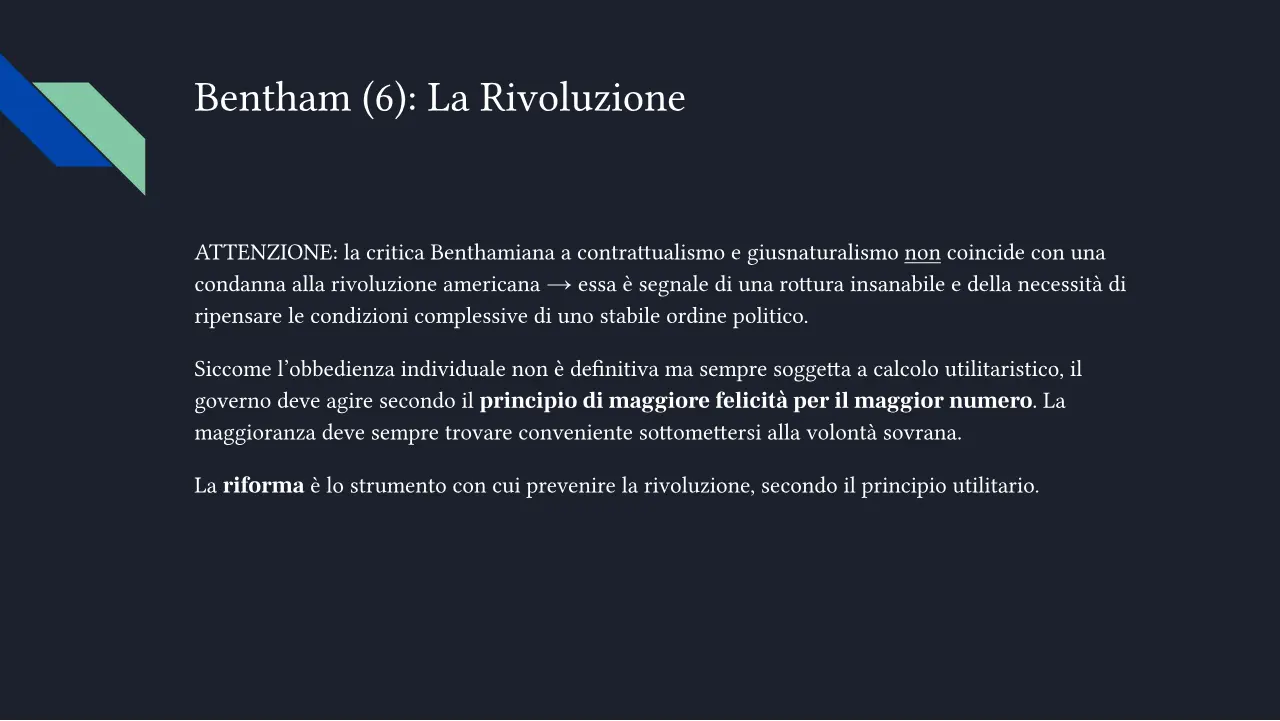 Bentham (6): La Rivoluzione
ATTENZIONE: la critica Benthamiana a contrattualismo e giusnaturalismo non coincide con una
condanna alla rivoluzione americana → essa è segnale di una rottura insanabile e della necessità di
ripensare le condizioni complessive di uno stabile ordine politico.
Siccome l’obbedienza individuale non è definitiva ma sempre soggetta a calcolo utilitaristico, il
governo deve agire secondo il principio di maggiore felicità per il maggior numero. La
maggioranza deve sempre trovare conveniente sottomettersi alla volontà sovrana.
La riforma è lo strumento con cui prevenire la rivoluzione, secondo il principio utilitario.